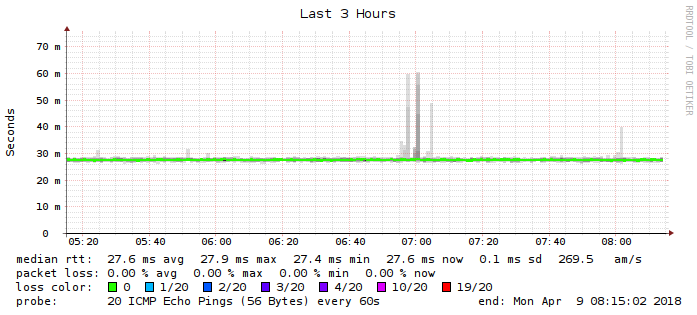 Last 3 Hours
RRDTOOL / TOBI OETIKER
Seconds
70 m
60 m
50 m
40 m
30 m
20 m
10 m
0
05:20 05:40 06:00 06:20 06:40 07:00 07:20 07:40 08:00
median rtt: 27.6 ms avg 27.9 ms max 27.4 ms min 27.6 ms now 0.1 ms sd 269.5 am/s
packet loss: 0.00 % avg 0.00 % max 0.00 % min 0.00 % now
loss color: 0 1/20 2/20 3/20 4/20 10/20 19/20
probe: 20 ICMP Echo Pings (56 Bytes) every 60s end: Mon Apr 9 08:15:02 2018